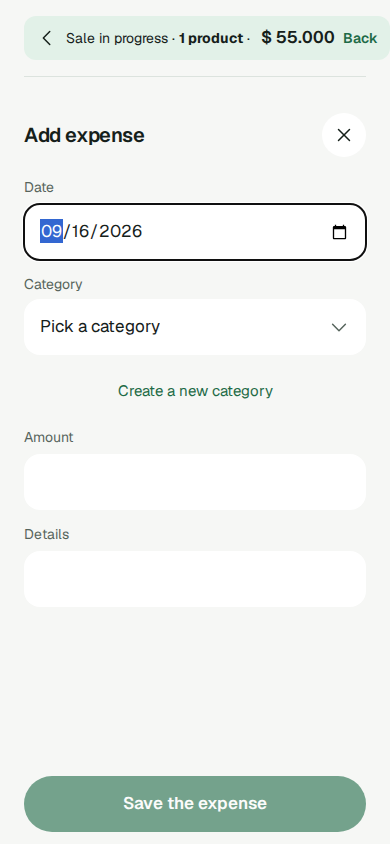 Sale in progress · 1 product · $ 55.000 Back
Add expense
Date
09/16/2026
Category
Pick a category
Create a new category
Amount
Details
Save the expense